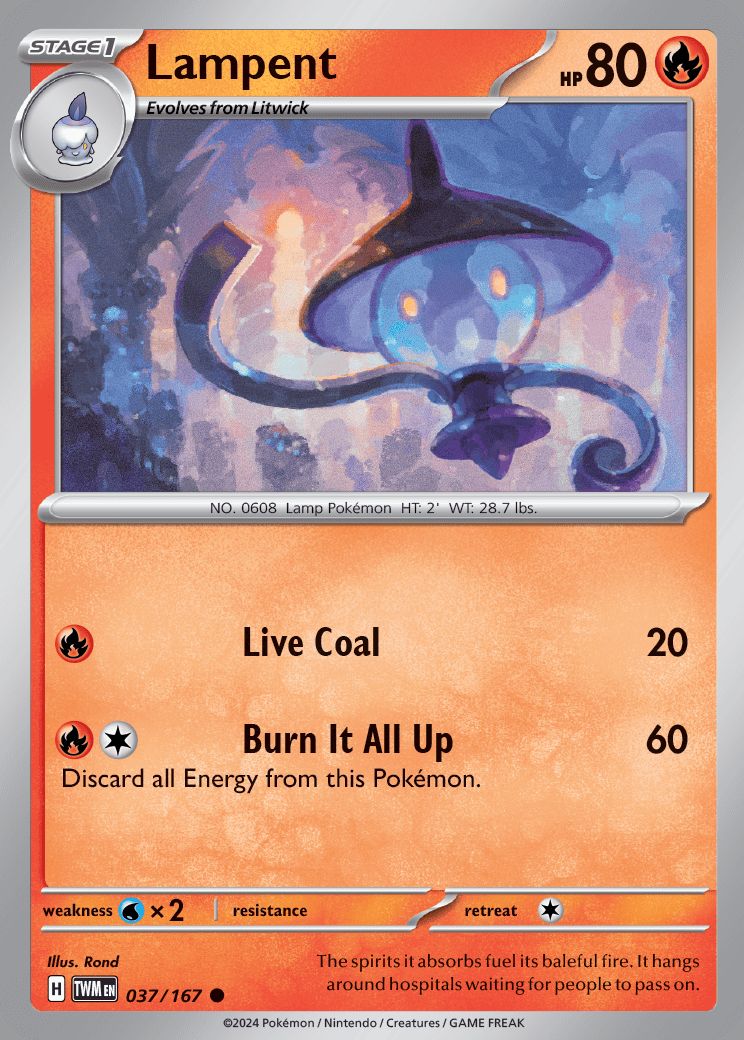 STAGE1
Lampent
HP 80
Evolves from Litwick
NO. 0608 Lamp Pokémon HT: 2' WT: 28.7 lbs.
Live Coal 20
Burn It All Up 60
Discard all Energy from this Pokémon.
weakness ×2 resistance retreat
Illus. Rond
The spirits it absorbs fuel its baleful fire. It hangs
around hospitals waiting for people to pass on.
H TWM EN 037/167
©2024 Pokémon / Nintendo / Creatures / GAME FREAK